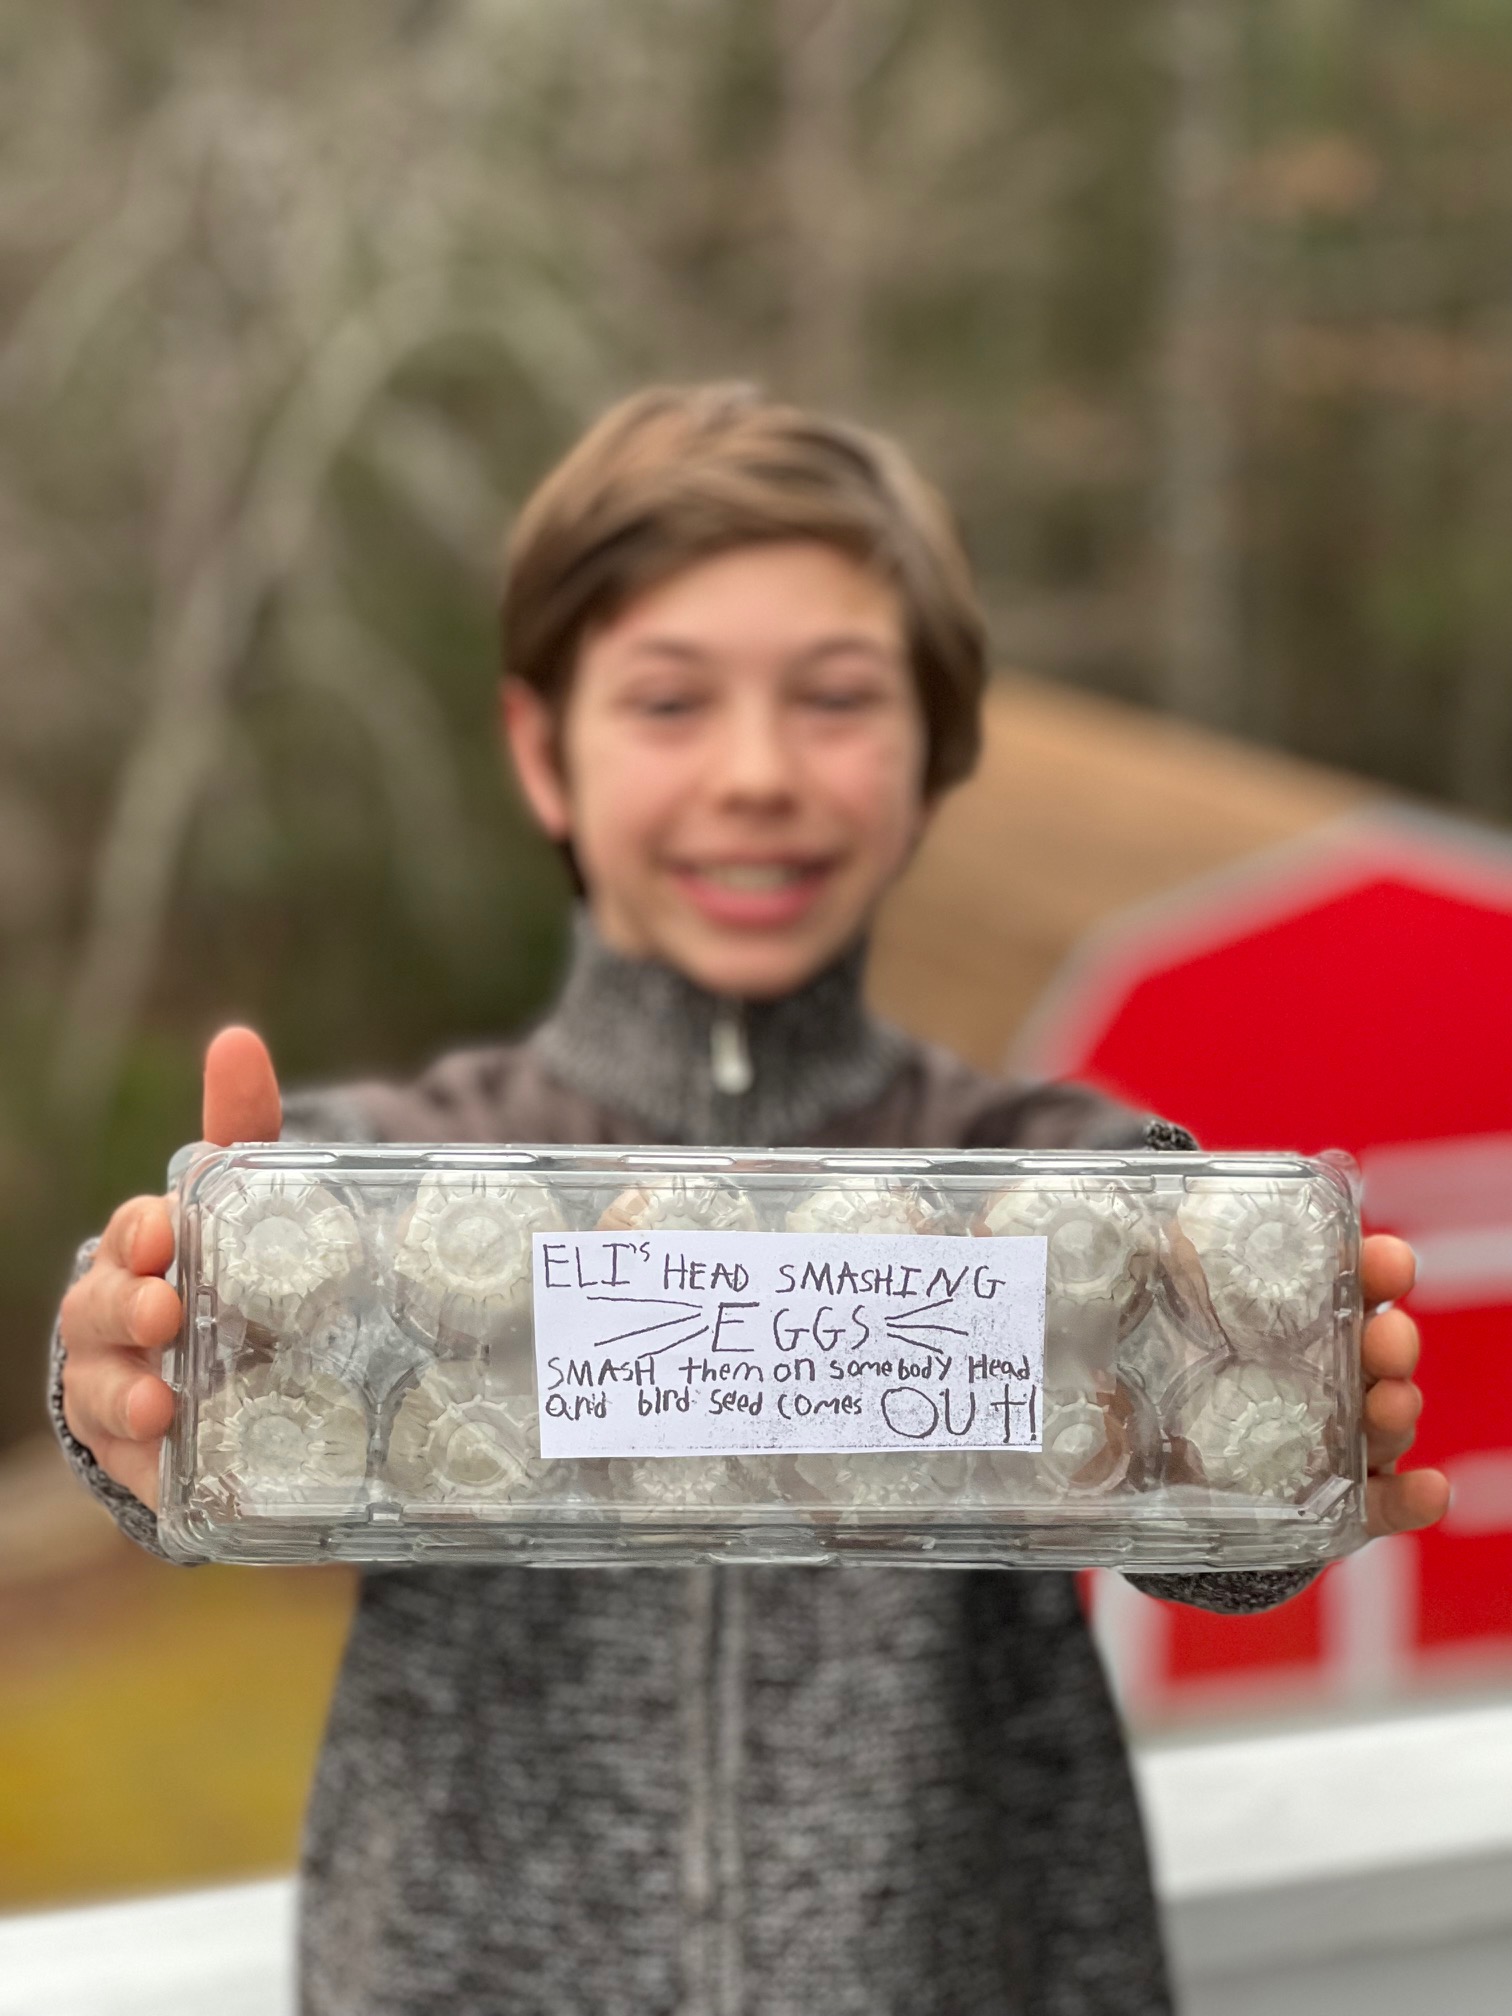 ELI's HEAD SMASHING
EGGS
SMASH them on somebody Head
and bird seed comes OUt!